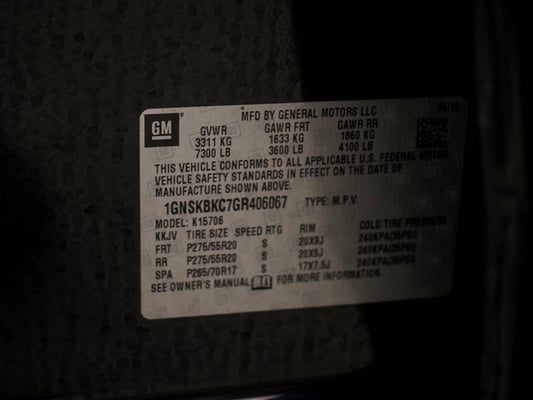 GM
MFD BY GENERAL MOTORS LLC
GVWR GAWR FRT GAWR RR
3311 KG 1633 KG 1860 KG
7300 LB 3600 LB 4100 LB
THIS VEHICLE CONFORMS TO ALL APPLICABLE U.S. FEDERAL MOTOR
VEHICLE SAFETY STANDARDS IN EFFECT ON THE DATE OF
MANUFACTURE SHOWN ABOVE.
1GNSKBKC7GR406067 TYPE: M.P.V.
MODEL: K15706
KKJV TIRE SIZE SPEED RTG RIM COLD TIRE PRESSURE
FRT P275/55R20 S 20X9J 240KPA(35PSI)
RR P275/55R20 S 20X9J 240KPA(35PSI)
SPA P265/70R17 S 17X7.5J 240KPA(35PSI)
SEE OWNER'S MANUAL FOR MORE INFORMATION